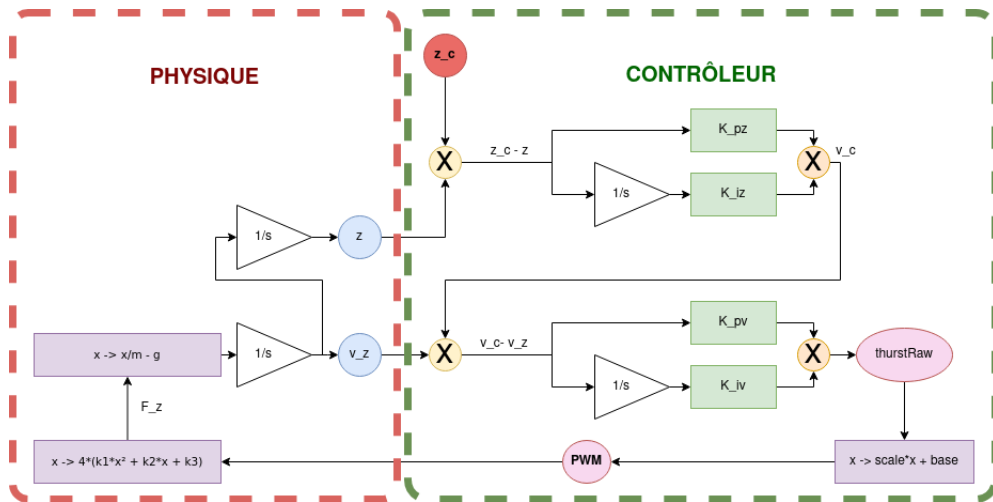 PHYSIQUE
CONTRÔLEUR
z_c
K_pz
X
z_c - z
X
v_c
1/s
K_iz
1/s
z
K_pv
x -> x/m - g
1/s
v_z
X
v_c- v_z
X
thurstRaw
1/s
K_iv
F_z
x -> 4*(k1*x² + k2*x + k3)
PWM
x -> scale*x + base